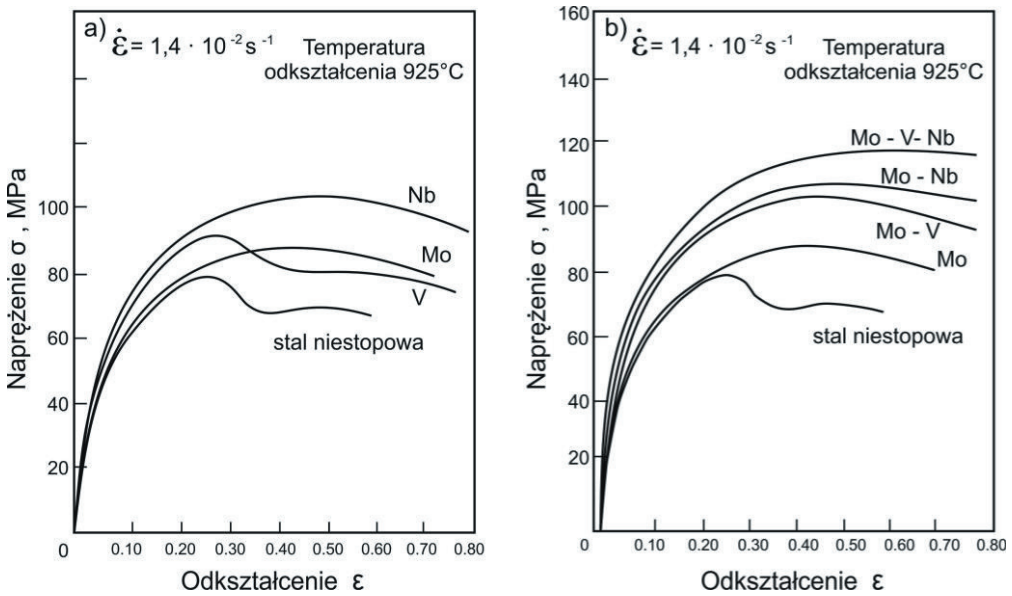 a) ε̇ = 1,4 · 10⁻² s⁻¹
Temperatura
odkształcenia 925°C
Naprężenie σ , MPa
100
80
60
40
20
0
0.10 0.20 0.30 0.40 0.50 0.60 0.70 0.80
Odkształcenie ε
Nb
Mo
V
stal niestopowa
b) ε̇ = 1,4 · 10⁻² s⁻¹
Temperatura
odkształcenia 925°C
Naprężenie σ , MPa
160
140
120
100
80
60
40
20
0
0.10 0.20 0.30 0.40 0.50 0.60 0.70 0.80
Odkształcenie ε
Mo - V- Nb
Mo - Nb
Mo - V
Mo
stal niestopowa